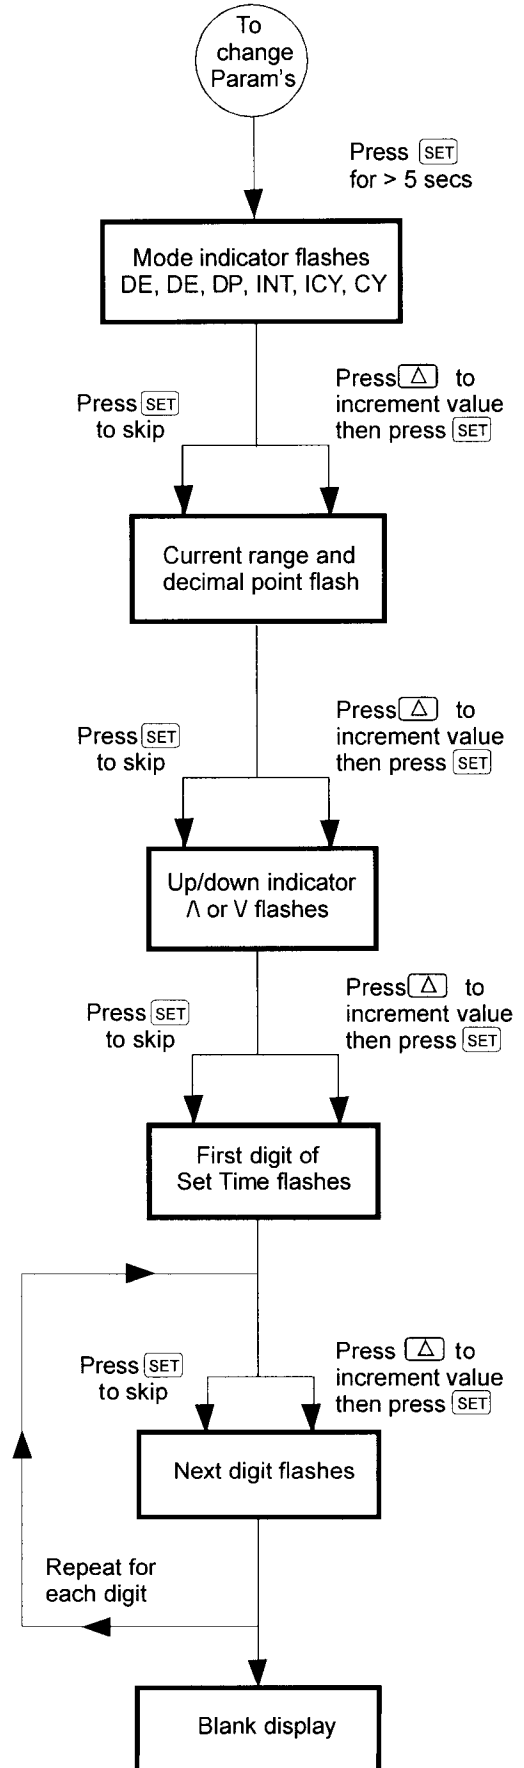 To
change
Param's
Press SET
for > 5 secs
Mode indicator flashes
DE, DE, DP, INT, ICY, CY
Press SET
to skip
Press △ to
increment value
then press SET
Current range and
decimal point flash
Press SET
to skip
Press △ to
increment value
then press SET
Up/down indicator
Λ or V flashes
Press SET
to skip
Press △ to
increment value
then press SET
First digit of
Set Time flashes
Press SET
to skip
Press △ to
increment value
then press SET
Next digit flashes
Repeat for
each digit
Blank display